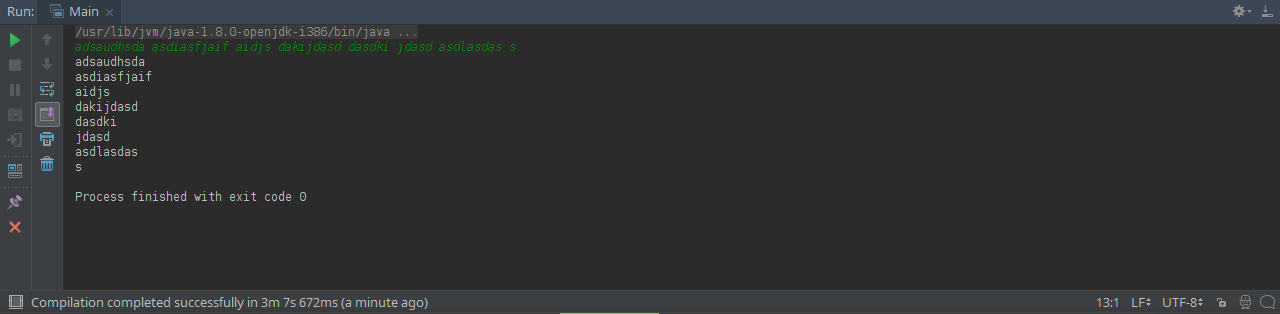 Run: Main
/usr/lib/jvm/java-1.8.0-openjdk-i386/bin/java ...
adsaudhsda asdiasfjaif aidjs dakijdasd dasdki jdasd asdlasdas s
adsaudhsda
asdiasfjaif
aidjs
dakijdasd
dasdki
jdasd
asdlasdas
s
Process finished with exit code 0
Compilation completed successfully in 3m 7s 672ms (a minute ago) 13:1 LF UTF-8